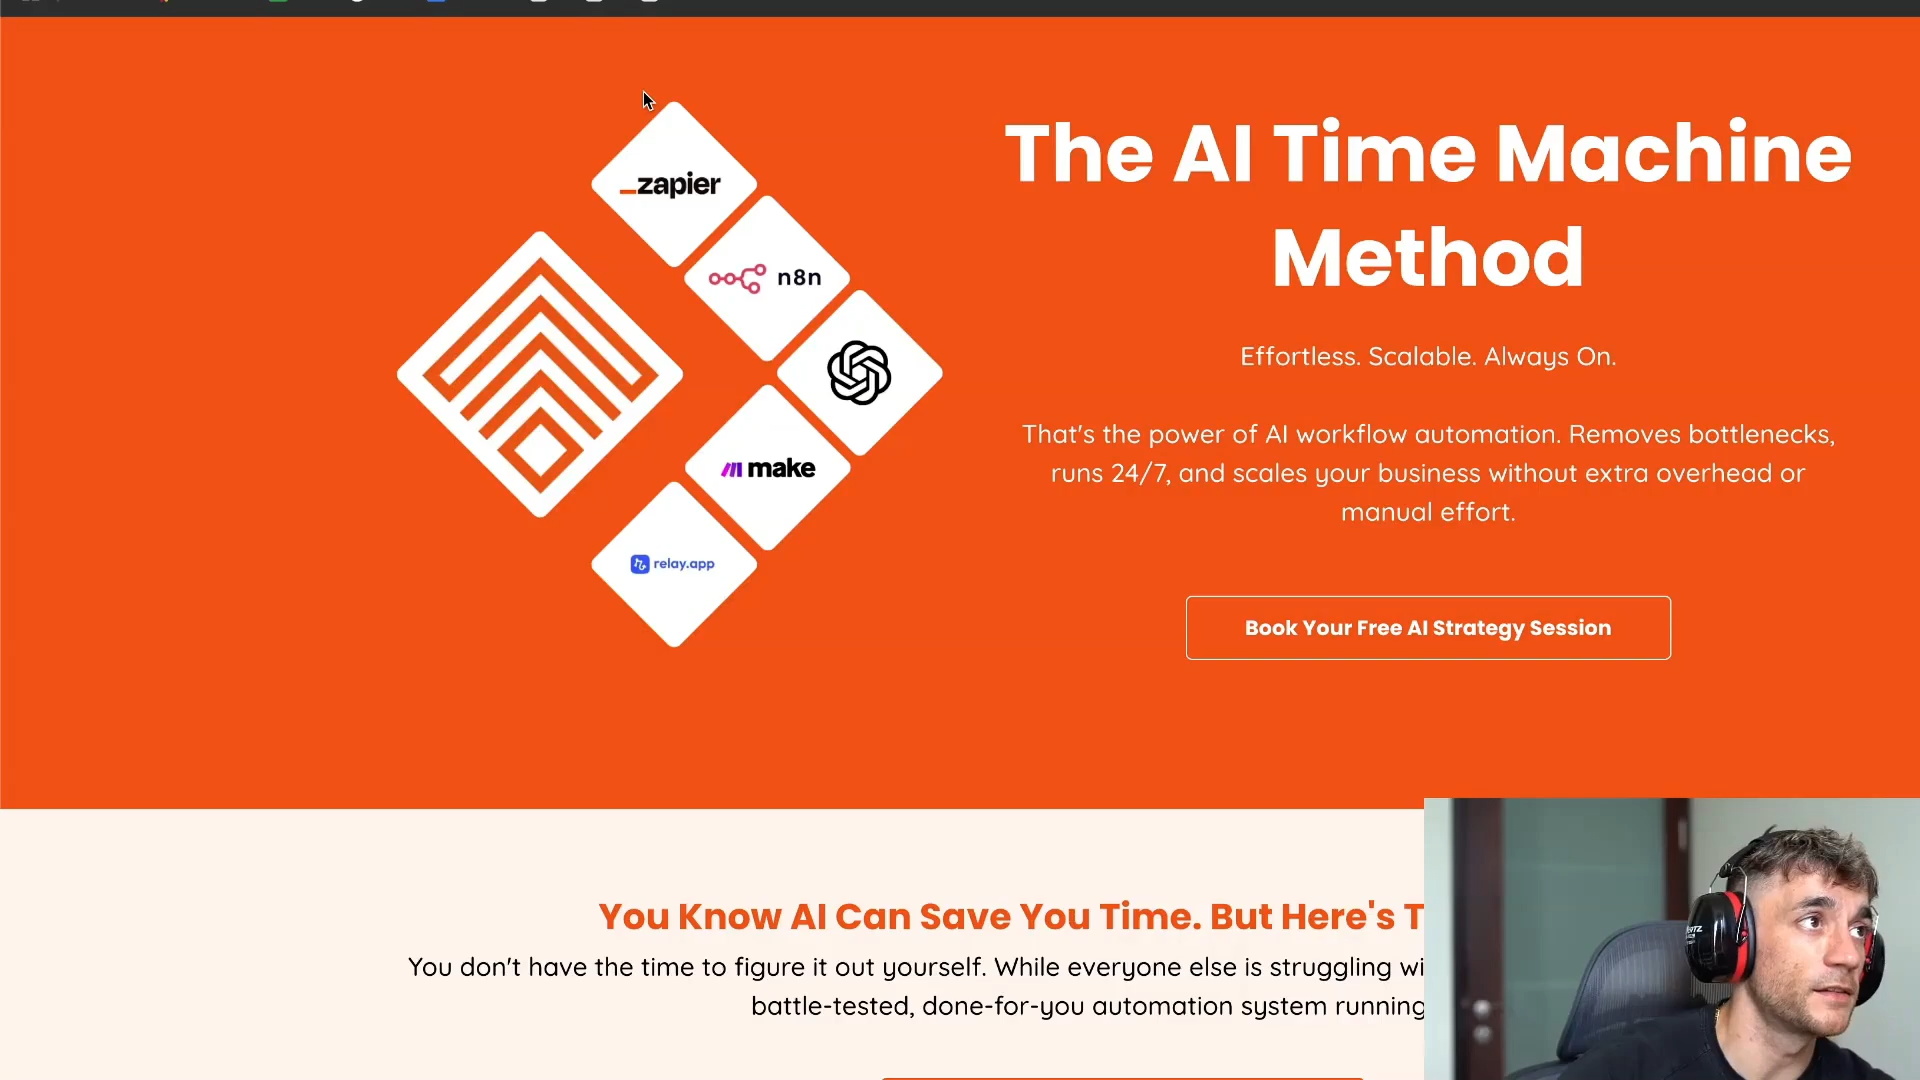 The AI Time Machine
Method
Effortless. Scalable. Always On.
That's the power of AI workflow automation. Removes bottlenecks,
runs 24/7, and scales your business without extra overhead or
manual effort.
Book Your Free AI Strategy Session
_zapier
n8n
make
relay.app
You Know AI Can Save You Time. But Here's T
You don't have the time to figure it out yourself. While everyone else is struggling wi
battle-tested, done-for-you automation system running